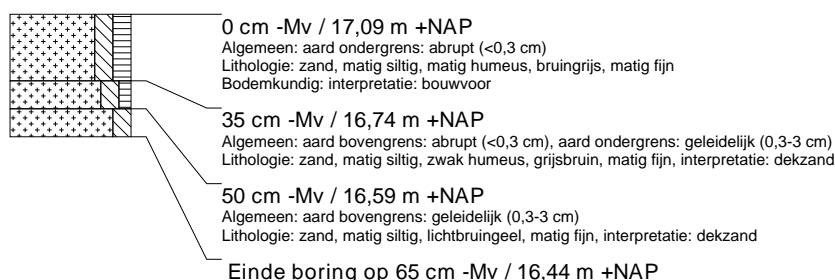 0 cm -Mv / 17,09 m +NAP
Algemeen: aard ondergrens: abrupt (<0,3 cm)
Lithologie: zand, matig siltig, matig humeus, bruingrijs, matig fijn
Bodemkundig: interpretatie: bouwvoor
35 cm -Mv / 16,74 m +NAP
Algemeen: aard bovengrens: abrupt (<0,3 cm), aard ondergrens: geleidelijk (0,3-3 cm)
Lithologie: zand, matig siltig, zwak humeus, grijsbruin, matig fijn, interpretatie: dekzand
50 cm -Mv / 16,59 m +NAP
Algemeen: aard bovengrens: geleidelijk (0,3-3 cm)
Lithologie: zand, matig siltig, lichtbruingeel, matig fijn, interpretatie: dekzand
Einde boring op 65 cm -Mv / 16,44 m +NAP